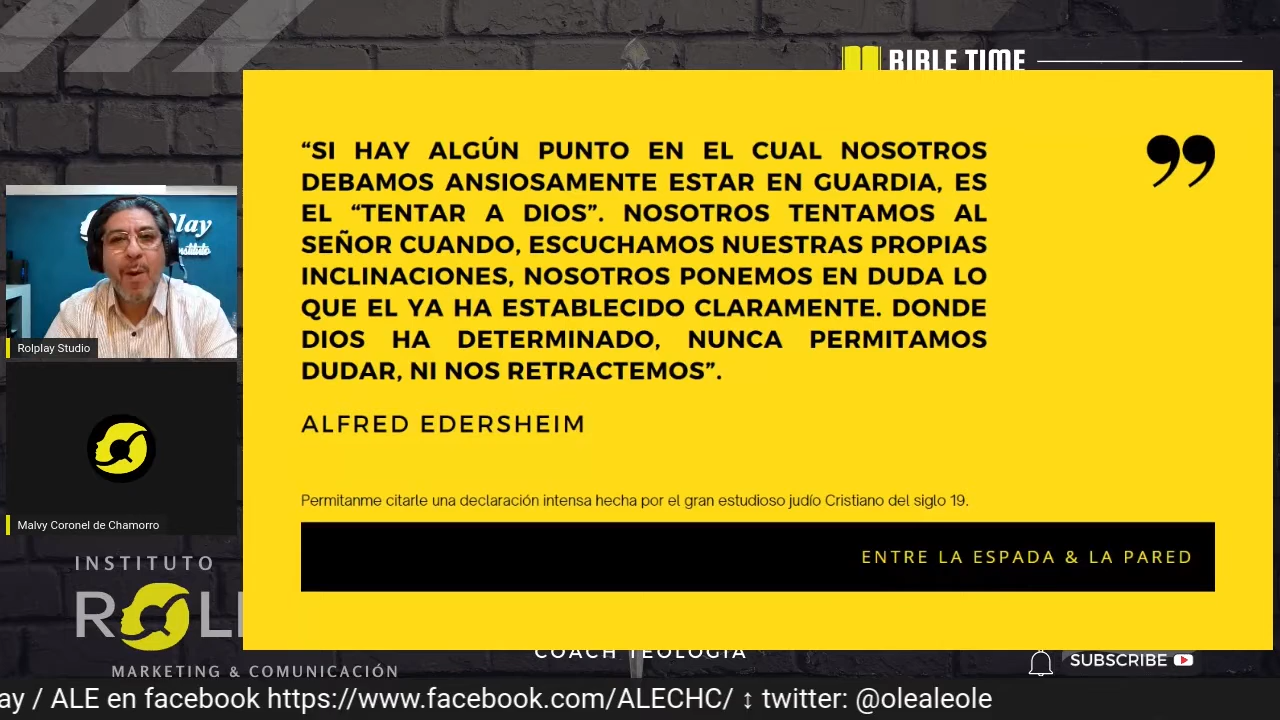 BIBLE TIME
“SI HAY ALGÚN PUNTO EN EL CUAL NOSOTROS
DEBAMOS ANSIOSAMENTE ESTAR EN GUARDIA, ES
EL “TENTAR A DIOS”. NOSOTROS TENTAMOS AL
SEÑOR CUANDO, ESCUCHAMOS NUESTRAS PROPIAS
INCLINACIONES, NOSOTROS PONEMOS EN DUDA LO
QUE EL YA HA ESTABLECIDO CLARAMENTE. DONDE
DIOS HA DETERMINADO, NUNCA PERMITAMOS
DUDAR, NI NOS RETRACTEMOS”.
”
ALFRED EDERSHEIM
Permitanme citarle una declaración intensa hecha por el gran estudioso judío Cristiano del siglo 19.
ENTRE LA ESPADA & LA PARED
Rolplay Studio
Malvy Coronel de Chamorro
INSTITUTO
MARKETING & COMUNICACIÓN
COACH TEOLOGIA
SUBSCRIBE
ay / ALE en facebook https://www.facebook.com/ALECHC/ ↕ twitter: @olealeole